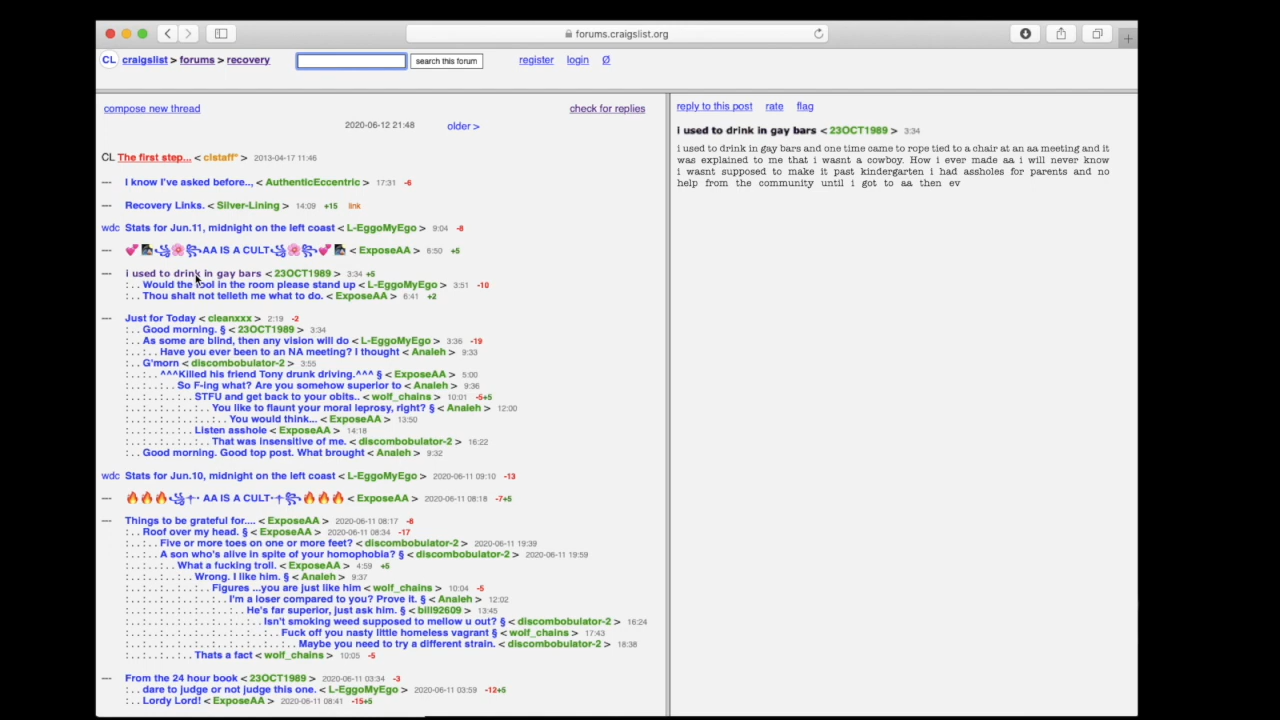 forums.craigslist.org
CL craigslist > forums > recovery search this forum register login Ø
compose new thread check for replies
2020-06-12 21:48 older >
CL The first step... < clstaff* > 2013-04-17 11:46
--- I know I've asked before.., < AuthenticEccentric > 17:31 -6
--- Recovery Links. < Silver-Lining > 14:09 +15 link
wdc Stats for Jun.11, midnight on the left coast < L-EggoMyEgo > 9:04 -8
--- 💕 ꧁🌸꧂AA IS A CULT꧁🌸꧂💕 < ExposeAA > 6:50 +5
--- i used to drink in gay bars < 23OCT1989 > 3:34 +5
: . . Would the fool in the room please stand up < L-EggoMyEgo > 3:51 -10
: . . Thou shalt not telleth me what to do. < ExposeAA > 6:41 +2
--- Just for Today < cleanxxx > 2:19 -2
: . . Good morning. § < 23OCT1989 > 3:34
: . . As some are blind, then any vision will do < L-EggoMyEgo > 3:36 -19
: . . : . . Have you ever been to an NA meeting? I thought < Analeh > 9:33
: . . G'morn < discombobulator-2 > 3:55
: . . : . . ^^^Killed his friend Tony drunk driving.^^^ § < ExposeAA > 5:00
: . . : . . : . . So F-ing what? Are you somehow superior to < Analeh > 9:36
: . . : . . : . . : . . STFU and get back to your obits.. < wolf_chains > 10:01 -5+5
: . . : . . : . . : . . : . . You like to flaunt your moral leprosy, right? § < Analeh > 12:00
: . . : . . : . . : . . : . . : . . You would think... < ExposeAA > 13:50
: . . : . . : . . : . . Listen asshole < ExposeAA > 14:18
: . . : . . : . . : . . : . . That was insensitive of me. < discombobulator-2 > 16:22
: . . Good morning. Good top post. What brought < Analeh > 9:32
wdc Stats for Jun.10, midnight on the left coast < L-EggoMyEgo > 2020-06-11 09:10 -13
--- 🔥🔥🔥꧁༒• AA IS A CULT•༒꧂🔥🔥🔥 < ExposeAA > 2020-06-11 08:18 -7+5
--- Things to be grateful for.... < ExposeAA > 2020-06-11 08:17 -8
: . . Roof over my head. § < ExposeAA > 2020-06-11 08:34 -17
: . . : . . Five or more toes on one or more feet? < discombobulator-2 > 2020-06-11 19:39
: . . : . . A son who's alive in spite of your homophobia? § < discombobulator-2 > 2020-06-11 19:59
: . . : . . : . . What a fucking troll. < ExposeAA > 4:59 +5
: . . : . . : . . : . . Wrong. I like him. § < Analeh > 9:37
: . . : . . : . . : . . : . . Figures ...you are just like him < wolf_chains > 10:04 -5
: . . : . . : . . : . . : . . : . . I'm a loser compared to you? Prove it. § < Analeh > 12:02
: . . : . . : . . : . . : . . : . . : . . He's far superior, just ask him. § < bill92609 > 13:45
: . . : . . : . . : . . : . . : . . : . . : . . Isn't smoking weed supposed to mellow u out? § < discombobulator-2 > 16:24
: . . : . . : . . : . . : . . : . . : . . : . . : . . Fuck off you nasty little homeless vagrant § < wolf_chains > 17:43
: . . : . . : . . : . . : . . : . . : . . : . . : . . : . . Maybe you need to try a different strain. < discombobulator-2 > 18:38
: . . : . . : . . : . . Thats a fact < wolf_chains > 10:05 -5
--- From the 24 hour book < 23OCT1989 > 2020-06-11 03:34 -3
: . . dare to judge or not judge this one. < L-EggoMyEgo > 2020-06-11 03:59 -12+5
: . . Lordy Lord! < ExposeAA > 2020-06-11 08:41 -15+5
reply to this post rate flag
i used to drink in gay bars < 23OCT1989 > 3:34
i used to drink in gay bars and one time came to rope tied to a chair at an aa meeting and it
was explained to me that i wasnt a cowboy. How i ever made aa i will never know
i wasnt supposed to make it past kindergarten i had assholes for parents and no
help from the community until i got to aa then ev